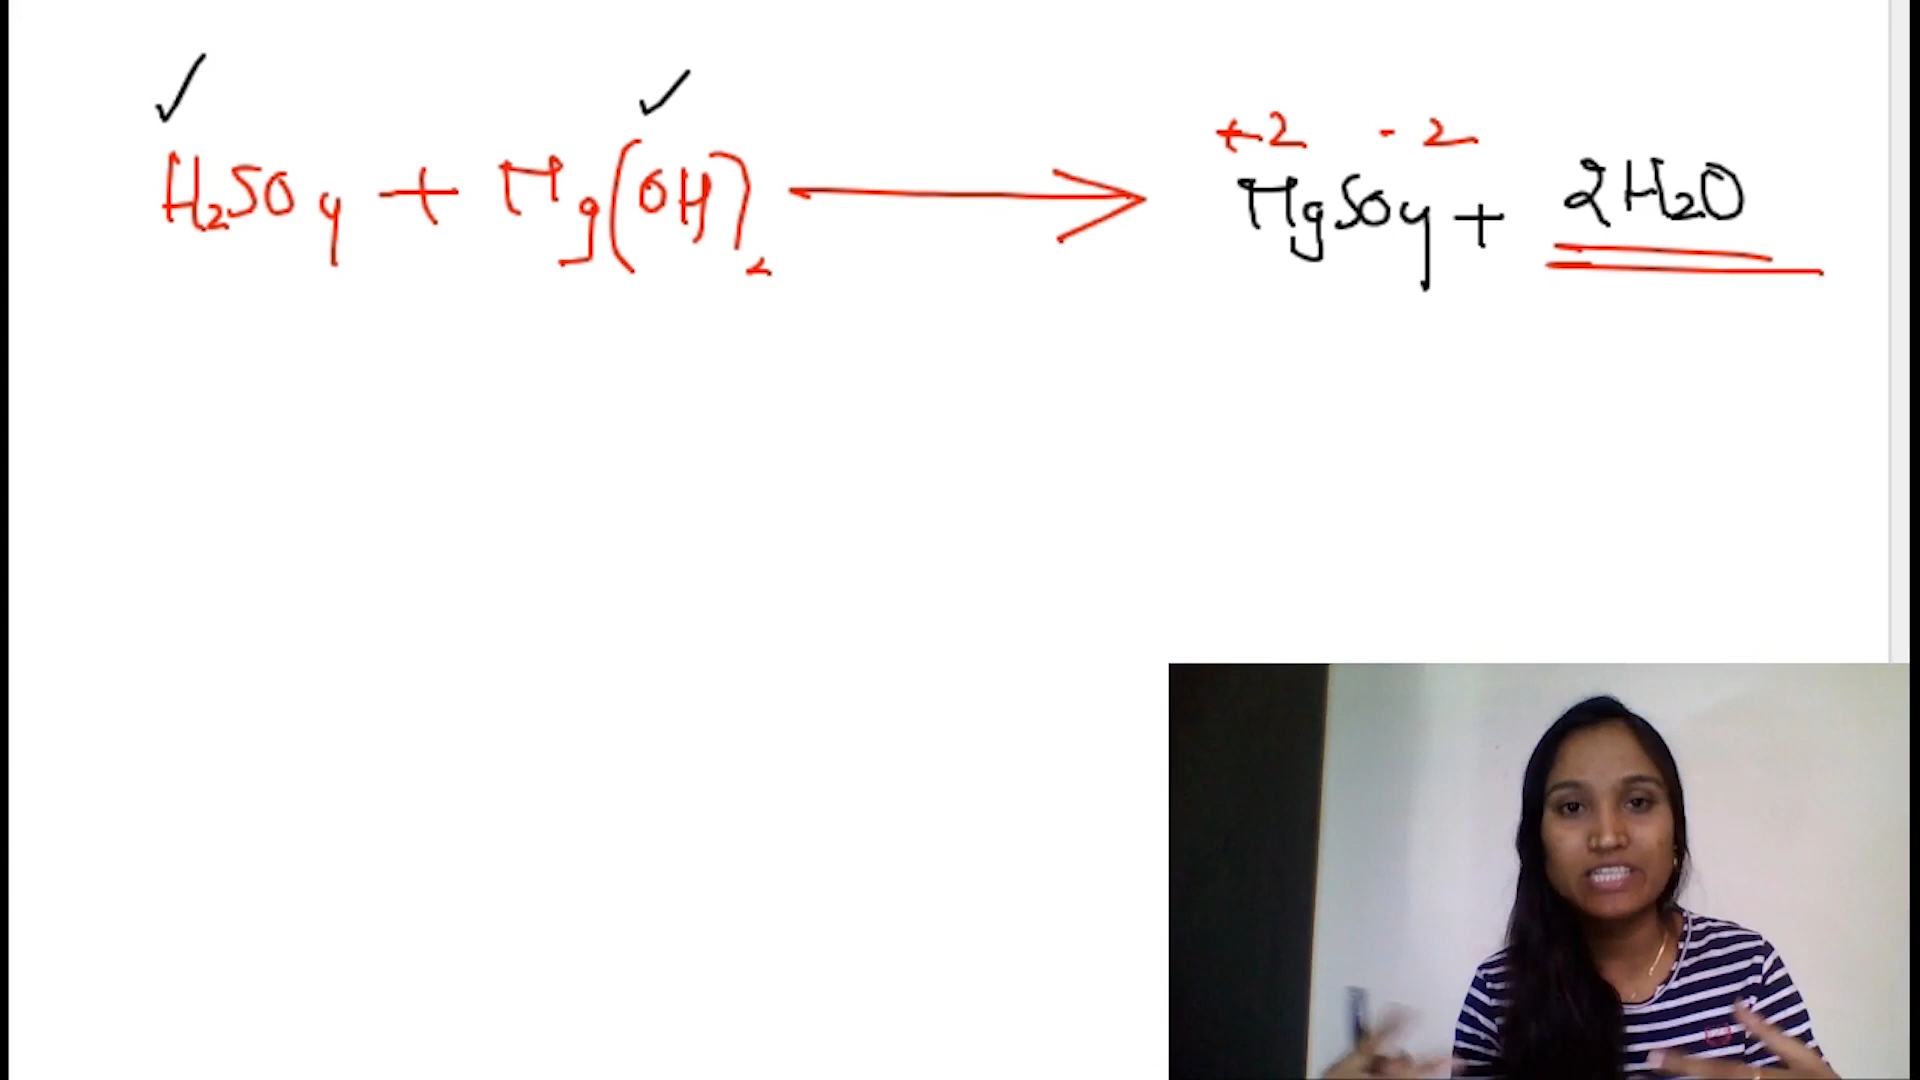 +2 -2
H₂SO₄ + Mg(OH)₂ ⟶ MgSO₄ + 2H₂O